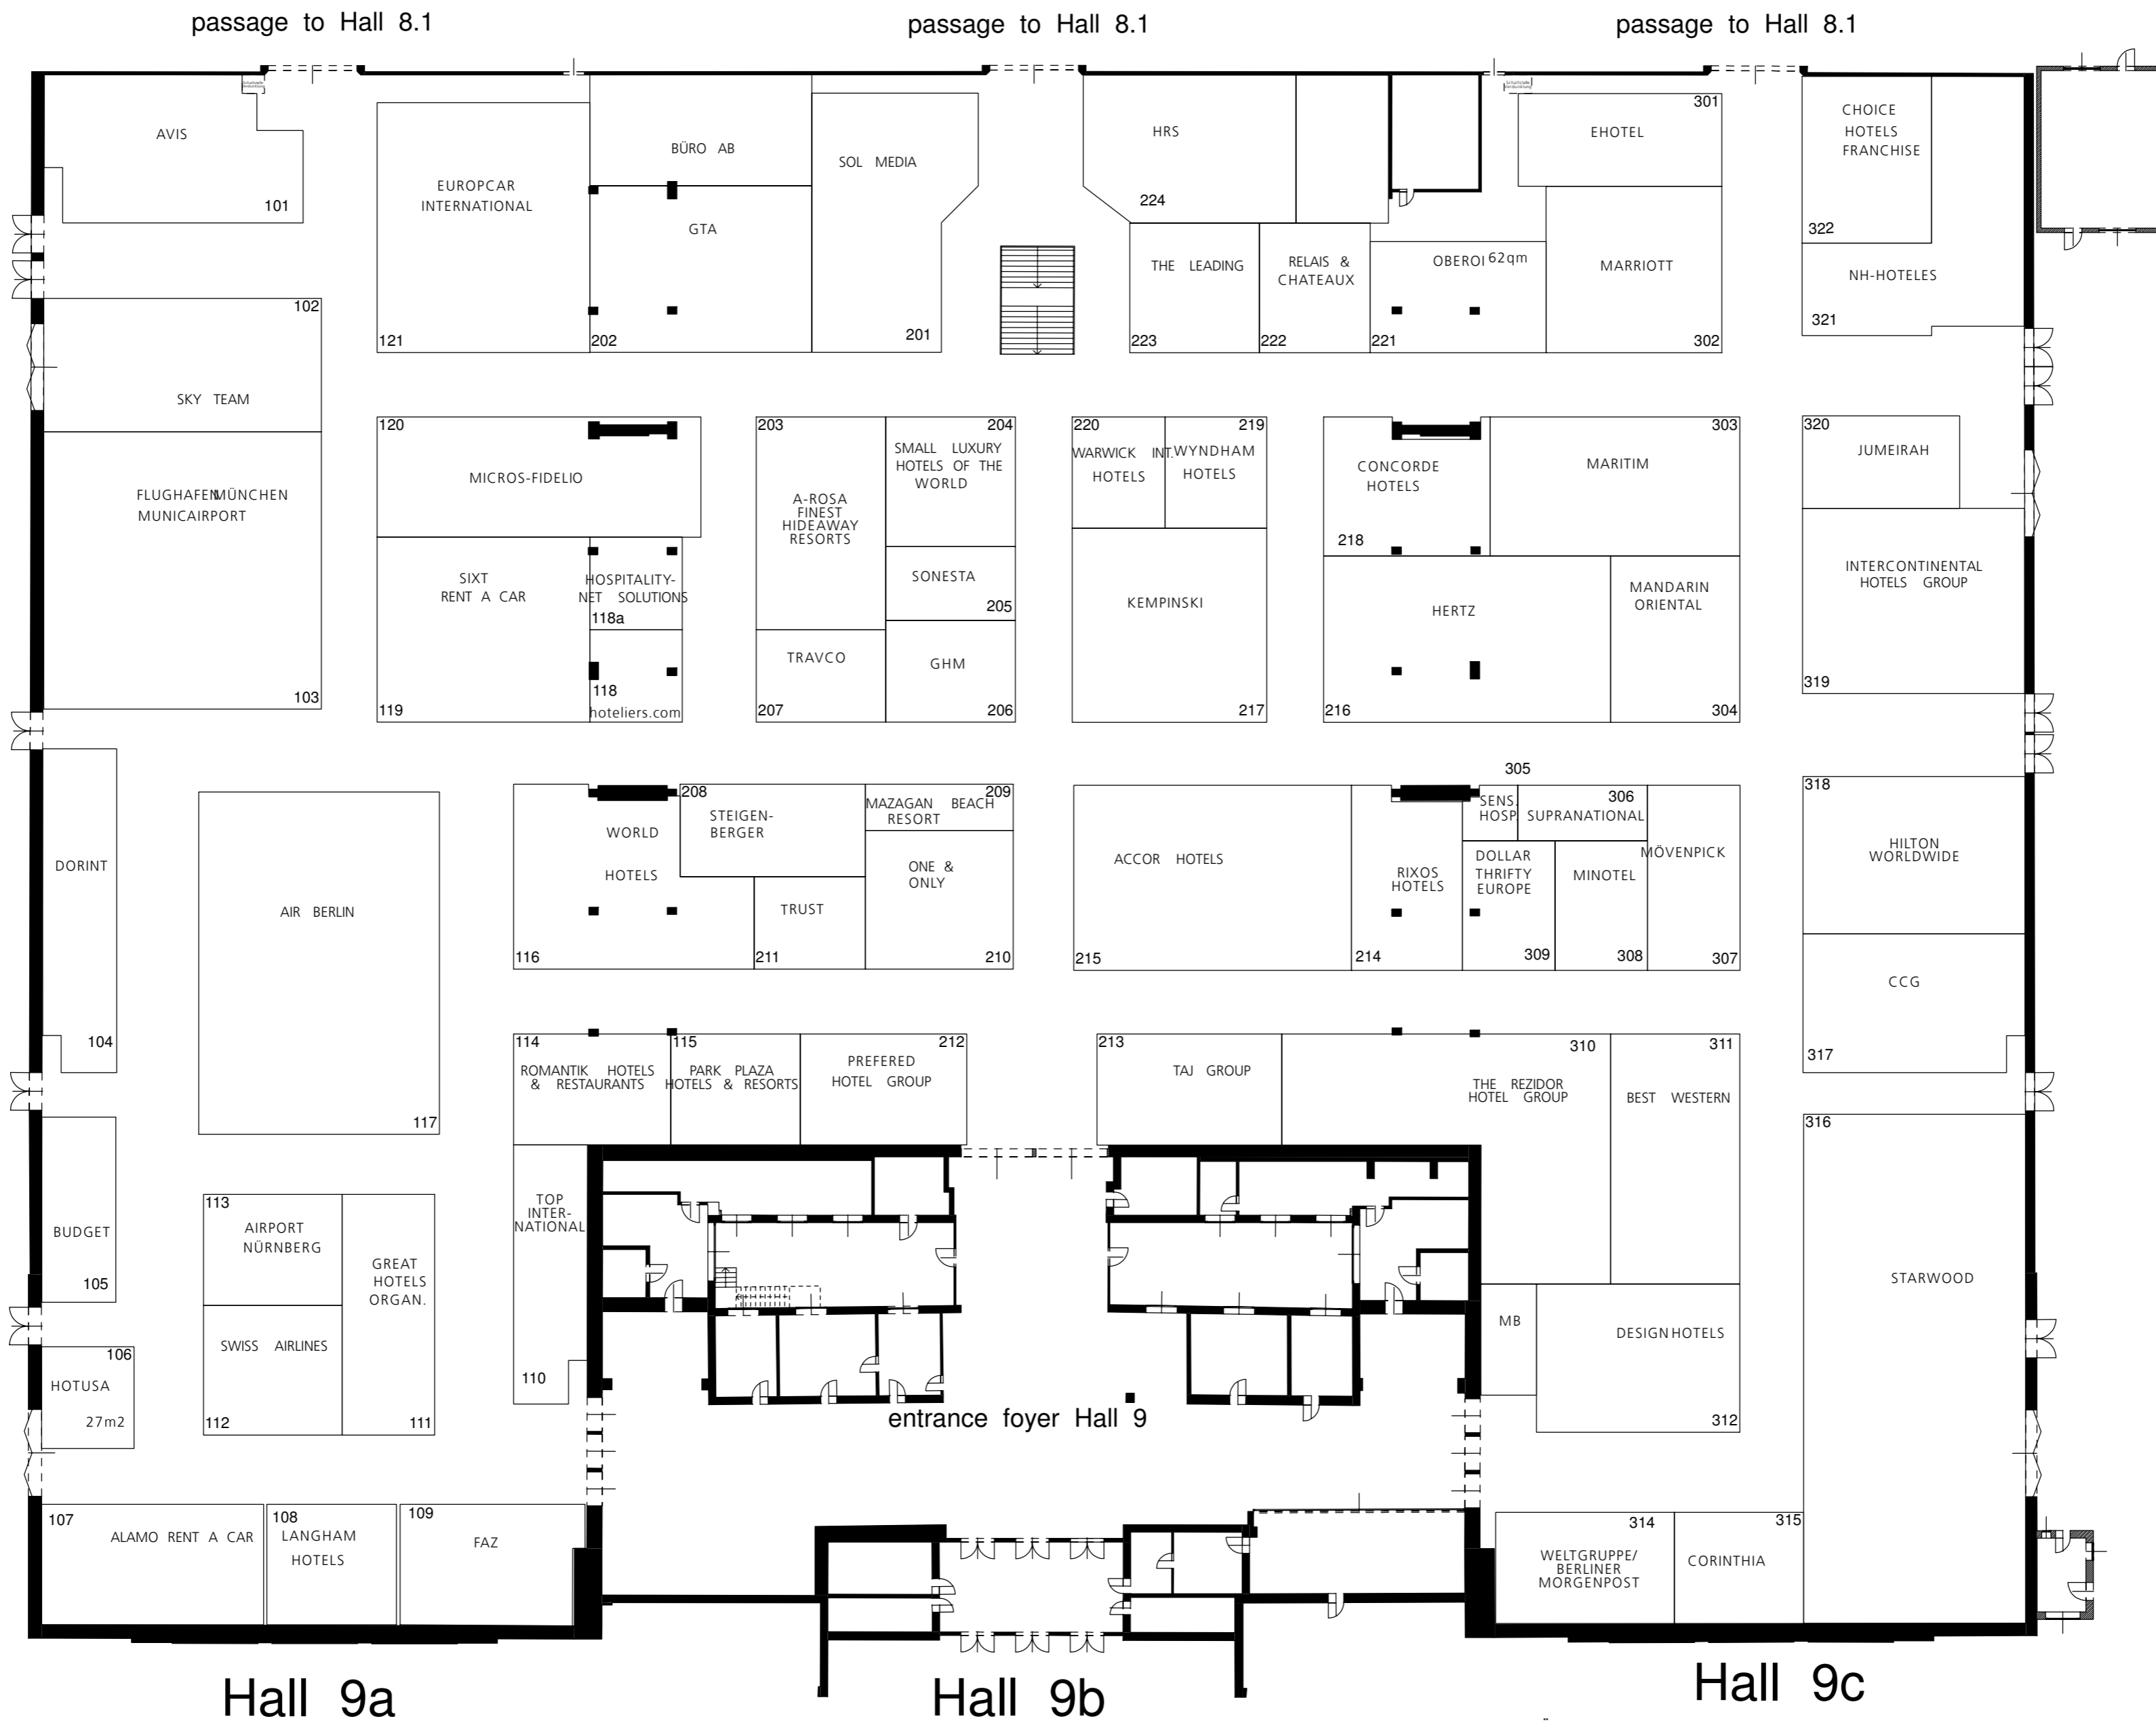 passage to Hall 8.1
passage to Hall 8.1
passage to Hall 8.1
AVIS
101
EUROPCAR
INTERNATIONAL
121
BÜRO AB
GTA
202
SOL MEDIA
201
HRS
224
THE LEADING
223
RELAIS &
CHATEAUX
222
OBEROI 62qm
221
301
EHOTEL
MARRIOTT
302
CHOICE
HOTELS
FRANCHISE
322
NH-HOTELES
321
102
SKY TEAM
FLUGHAFEN MÜNCHEN
MUNICAIRPORT
103
120
MICROS-FIDELIO
SIXT
RENT A CAR
119
HOSPITALITY-
NET SOLUTIONS
118a
118
hoteliers.com
203
A-ROSA
FINEST
HIDEAWAY
RESORTS
204
SMALL LUXURY
HOTELS OF THE
WORLD
SONESTA
205
TRAVCO
207
GHM
206
220
WARWICK INT.
HOTELS
219
WYNDHAM
HOTELS
KEMPINSKI
217
CONCORDE
HOTELS
218
303
MARITIM
HERTZ
216
MANDARIN
ORIENTAL
304
320
JUMEIRAH
INTERCONTINENTAL
HOTELS GROUP
319
DORINT
104
AIR BERLIN
117
WORLD
HOTELS
116
208
STEIGEN-
BERGER
209
MAZAGAN BEACH
RESORT
TRUST
211
ONE &
ONLY
210
ACCOR HOTELS
215
RIXOS
HOTELS
214
305
SENS.
HOSP.
306
SUPRANATIONAL
DOLLAR
THRIFTY
EUROPE
309
MINOTEL
308
MÖVENPICK
307
318
HILTON
WORLDWIDE
CCG
317
114
ROMANTIK HOTELS
& RESTAURANTS
115
PARK PLAZA
HOTELS & RESORTS
212
PREFERED
HOTEL GROUP
213
TAJ GROUP
310
THE REZIDOR
HOTEL GROUP
311
BEST WESTERN
316
STARWOOD
BUDGET
105
113
AIRPORT
NÜRNBERG
GREAT
HOTELS
ORGAN.
111
SWISS AIRLINES
112
TOP
INTER-
NATIONAL
110
MB
DESIGN HOTELS
312
106
HOTUSA
27m2
entrance foyer Hall 9
107
ALAMO RENT A CAR
108
LANGHAM
HOTELS
109
FAZ
314
WELTGRUPPE/
BERLINER
MORGENPOST
315
CORINTHIA
Hall 9a
Hall 9b
Hall 9c